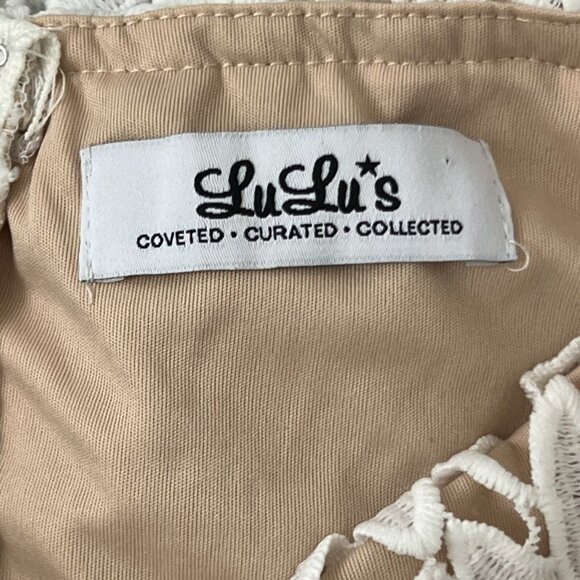 LuLu*s
COVETED • CURATED • COLLECTED